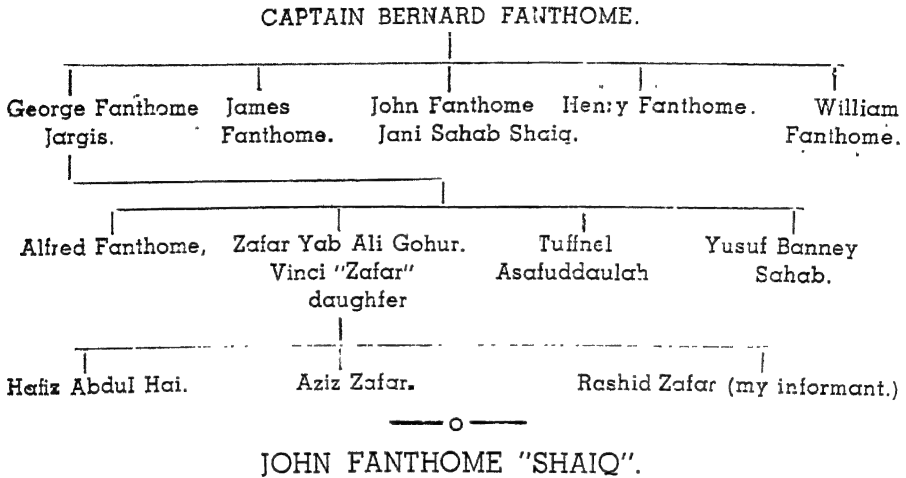 CAPTAIN BERNARD FANTHOME.
George Fanthome James John Fanthome Henry Fanthome. William
Jargis. Fanthome. Jani Sahab Shaiq. Fanthome.
Alfred Fanthome, Zafar Yab Ali Gohur. Tuffnel Yusuf Banney
Vinci "Zafar" Asafuddaulah Sahab.
daughfer
Hafiz Abdul Hai. Aziz Zafar. Rashid Zafar (my informant.)
JOHN FANTHOME "SHAIQ".